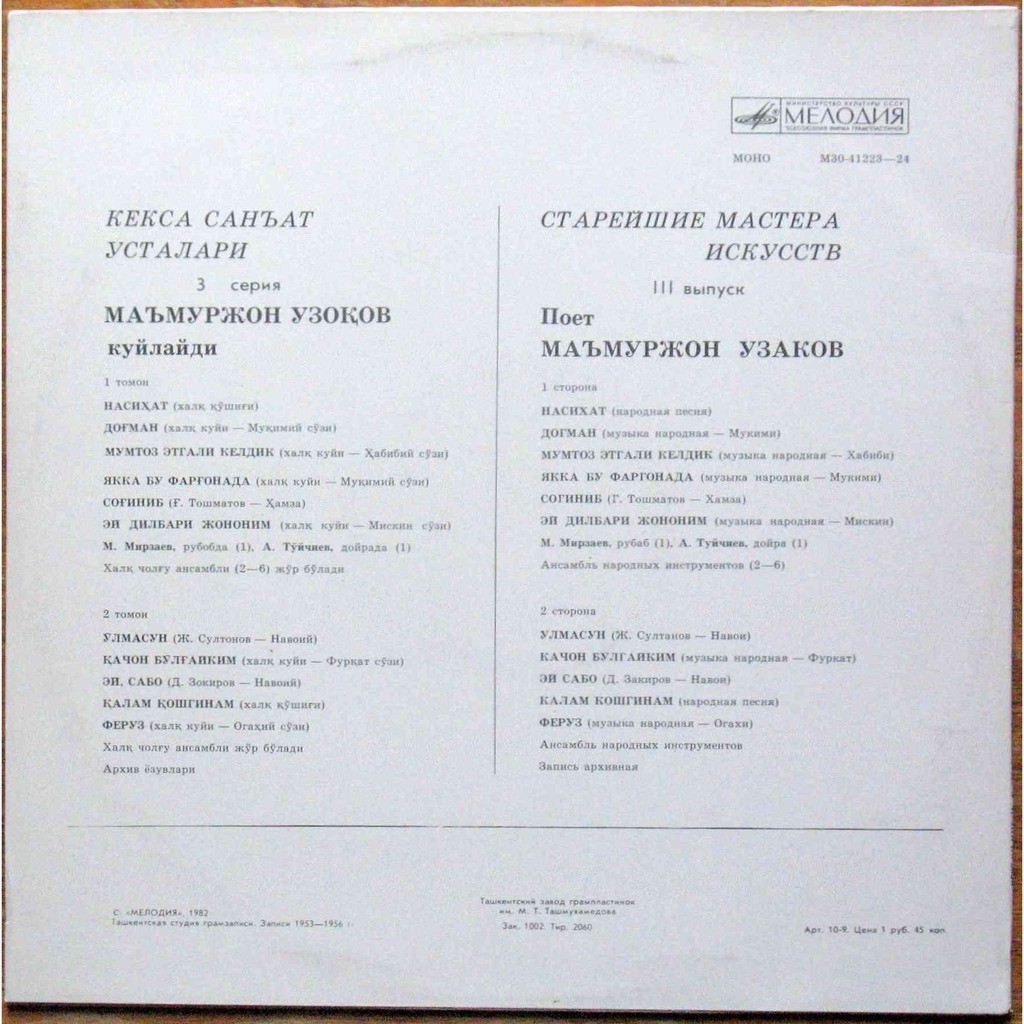 МИНИСТЕРСТВО КУЛЬТУРЫ СССР
МЕЛОДИЯ
ВСЕСОЮЗНАЯ ФИРМА ГРАМПЛАСТИНОК
МОНО М30-41223—24
КЕКСА САНЪАТ
УСТАЛАРИ
3 серия
МАЪМУРЖОН УЗОҚОВ
куйлайди
1 томон
НАСИҲАТ (халқ қўшиғи)
ДОҒМАН (халқ куйи — Муқимий сўзи)
МУМТОЗ ЭТГАЛИ КЕЛДИК (халқ куйи — Ҳабибий сўзи)
ЯККА БУ ФАРҒОНАДА (халқ куйи — Муқимий сўзи)
СОҒИНИБ (Ғ. Тошматов — Ҳамза)
ЭЙ ДИЛБАРИ ЖОНОНИМ (халқ куйи — Мискин сўзи)
М. Мирзаев, рубобда (1), А. Тўйчиев, дойрада (1)
Халқ чолғу ансамбли (2—6) жўр бўлади
2 томон
УЛМАСУН (Ж. Султонов — Навоий)
ҚАЧОН БУЛҒАЙКИМ (халқ куйи — Фурқат сўзи)
ЭЙ, САБО (Д. Зокиров — Навоий)
ҚАЛАМ ҚОШГИНАМ (халқ қўшиғи)
ФЕРУЗ (халқ куйи — Огаҳий сўзи)
Халқ чолғу ансамбли жўр бўлади
Архив ёзувлари
СТАРЕЙШИЕ МАСТЕРА
ИСКУССТВ
III выпуск
Поет
МАЪМУРЖОН УЗАКОВ
1 сторона
НАСИХАТ (народная песня)
ДОГМАН (музыка народная — Мукими)
МУМТОЗ ЭТГАЛИ КЕЛДИК (музыка народная — Хабиби)
ЯККА БУ ФАРГОНАДА (музыка народная — Мукими)
СОГИНИБ (Г. Тошматов — Хамза)
ЭЙ ДИЛБАРИ ЖОНОНИМ (музыка народная — Мискин)
М. Мирзаев, рубаб (1), А. Туйчиев, дойра (1)
Ансамбль народных инструментов (2—6)
2 сторона
УЛМАСУН (Ж. Султанов — Навои)
КАЧОН БУЛГАЙКИМ (музыка народная — Фуркат)
ЭЙ САБО (Д. Закиров — Навои)
КАЛАМ КОШГИНАМ (народная песня)
ФЕРУЗ (музыка народная — Огахи)
Ансамбль народных инструментов
Запись архивная
С «МЕЛОДИЯ», 1982
Ташкентская студия грамзаписи. Записи 1953—1956 г.
Ташкентский завод грампластинок
им. М. Т. Ташмухамедова
Зак. 1002. Тир. 2060
Арт. 10-9. Цена 1 руб. 45 коп.